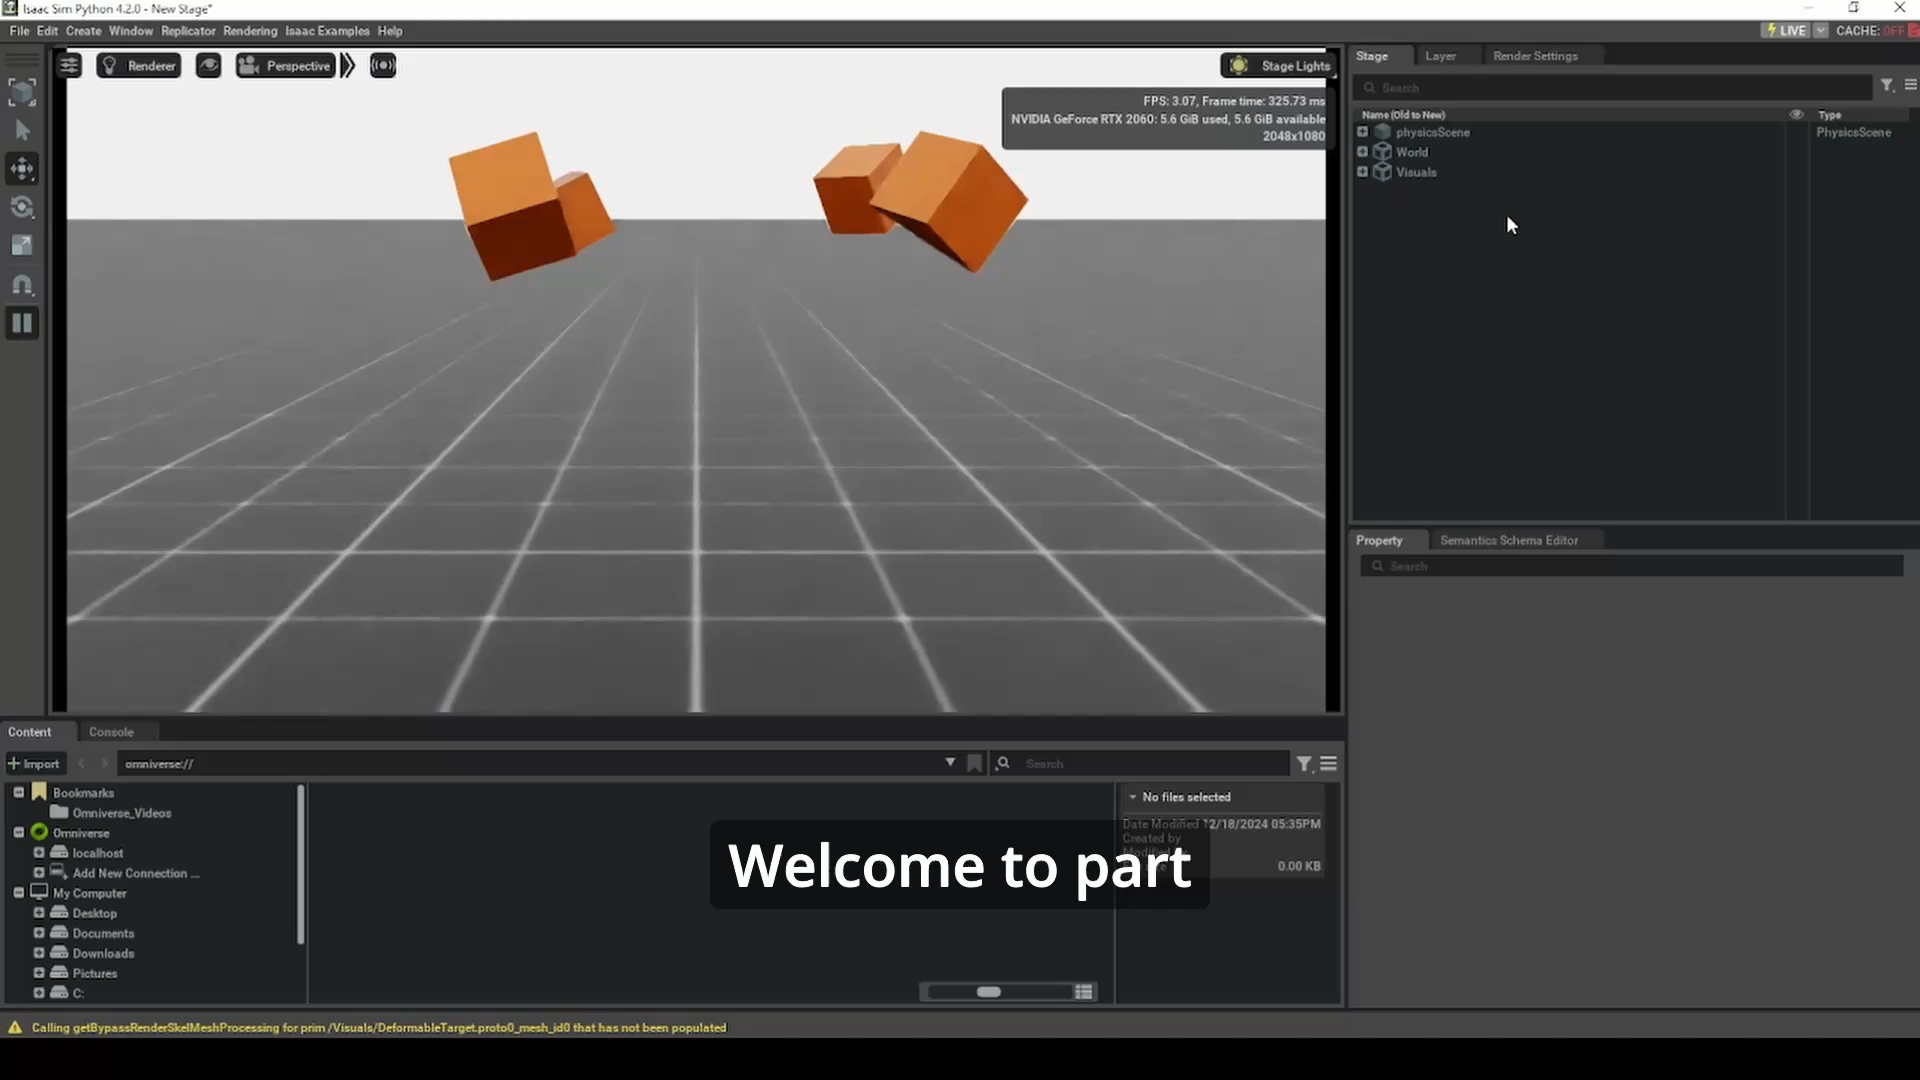 Isaac Sim Python 4.2.0 - New Stage*
File Edit Create Window Replicator Rendering Isaac Examples Help
LIVE
CACHE: OFF
Renderer
Perspective
Stage Lights
FPS: 3.07, Frame time: 325.73 ms
NVIDIA GeForce RTX 2060: 5.6 GiB used, 5.6 GiB available
2048x1080
Stage Layer Render Settings
Search
Name (Old to New) Type
physicsScene PhysicsScene
World
Visuals
Property Semantics Schema Editor
Search
Content Console
Import omniverse:// Search
Bookmarks
Omniverse_Videos
Omniverse
localhost
Add New Connection ...
My Computer
Desktop
Documents
Downloads
Pictures
C:
No files selected
Date Modified 12/18/2024 05:35PM
Created by
0.00 KB
Welcome to part
Calling getBypassRenderSkelMeshProcessing for prim /Visuals/DeformableTarget.proto0_mesh_id0 that has not been populated